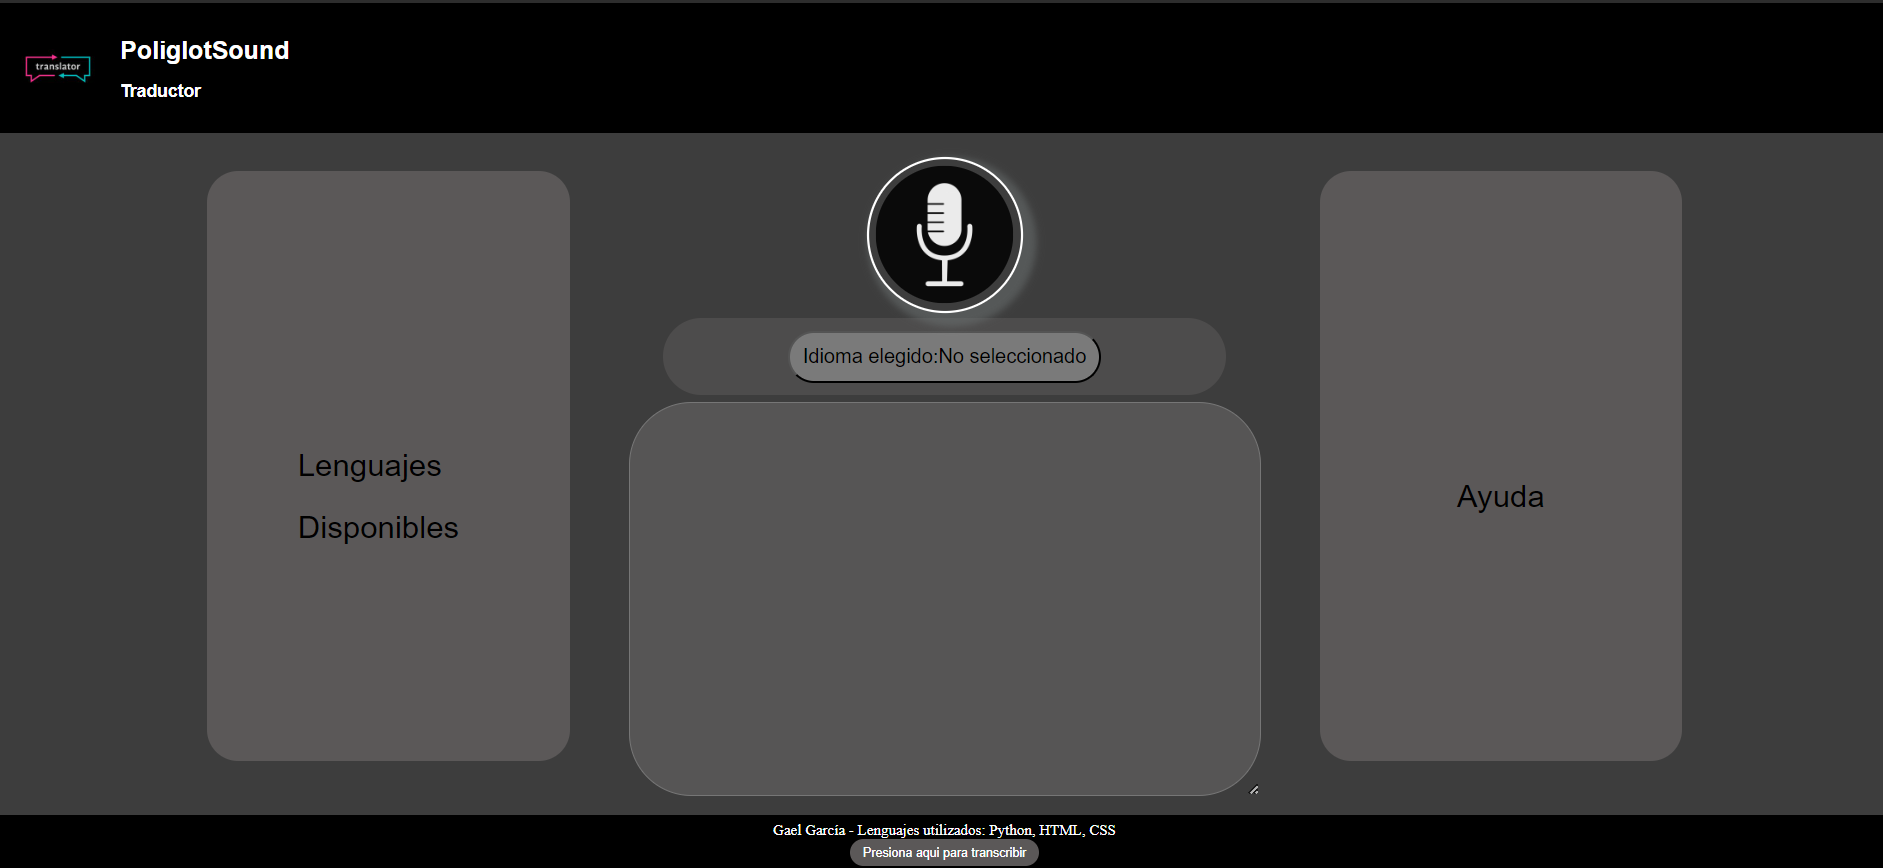 translator
PoliglotSound
Traductor
Lenguajes
Disponibles
Idioma elegido:No seleccionado
Ayuda
Gael García - Lenguajes utilizados: Python, HTML, CSS
Presiona aqui para transcribir